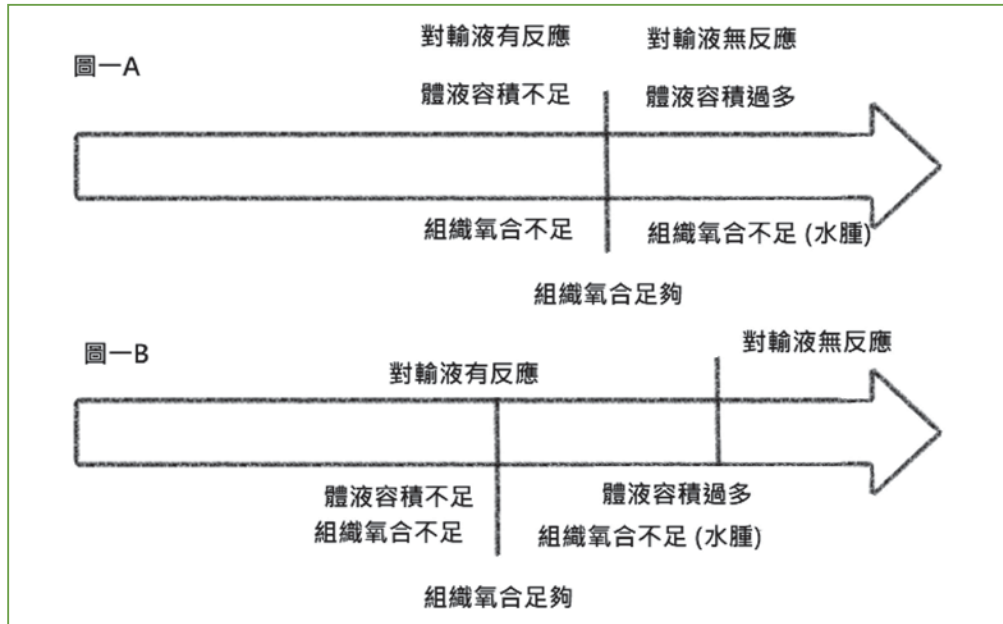 對輸液有反應 對輸液無反應
圖一A
體液容積不足 體液容積過多
組織氧合不足 組織氧合不足 (水腫)
組織氧合足夠
對輸液無反應
圖一B
對輸液有反應
體液容積不足 體液容積過多
組織氧合不足 組織氧合不足 (水腫)
組織氧合足夠